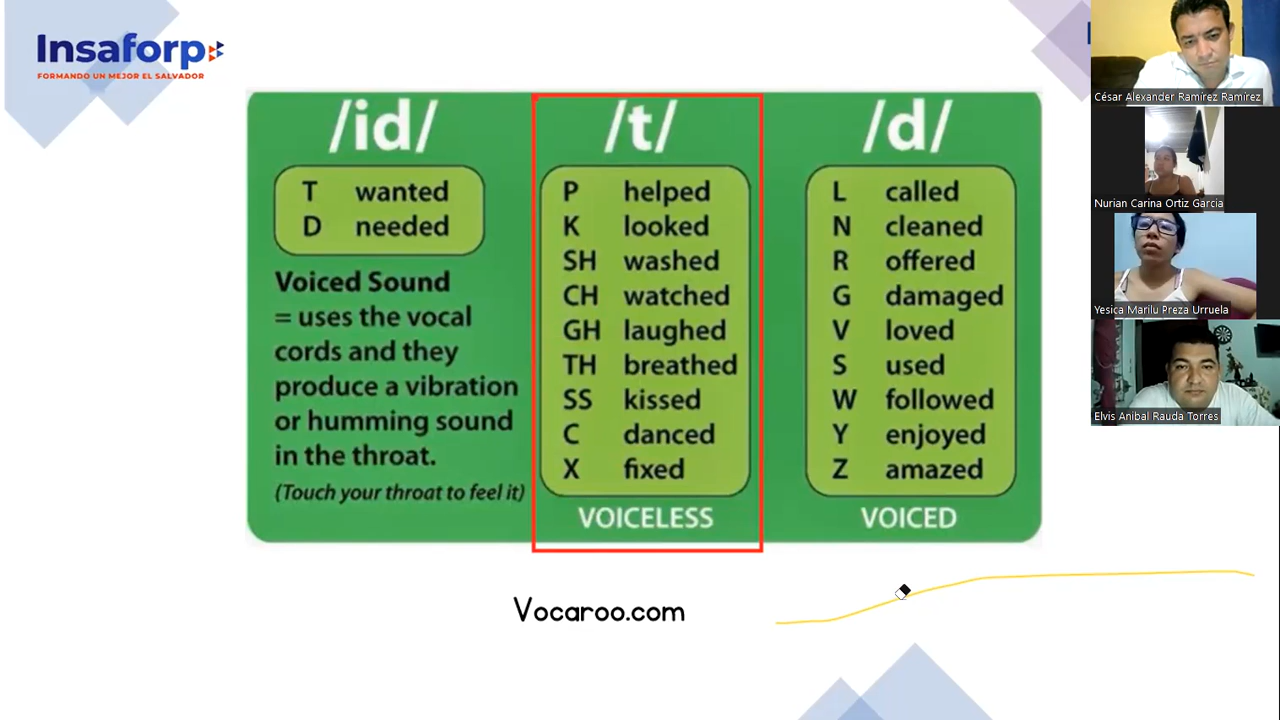 Insaforp
FORMANDO UN MEJOR EL SALVADOR
/id/
T wanted
D needed
Voiced Sound
= uses the vocal
cords and they
produce a vibration
or humming sound
in the throat.
(Touch your throat to feel it)
/t/
P helped
K looked
SH washed
CH watched
GH laughed
TH breathed
SS kissed
C danced
X fixed
VOICELESS
/d/
L called
N cleaned
R offered
G damaged
V loved
S used
W followed
Y enjoyed
Z amazed
VOICED
Vocaroo.com
César Alexander Ramirez Ramirez
Nurian Carina Ortiz Garcia
Yesica Marilu Preza Urruela
Elvis Anibal Rauda Torres